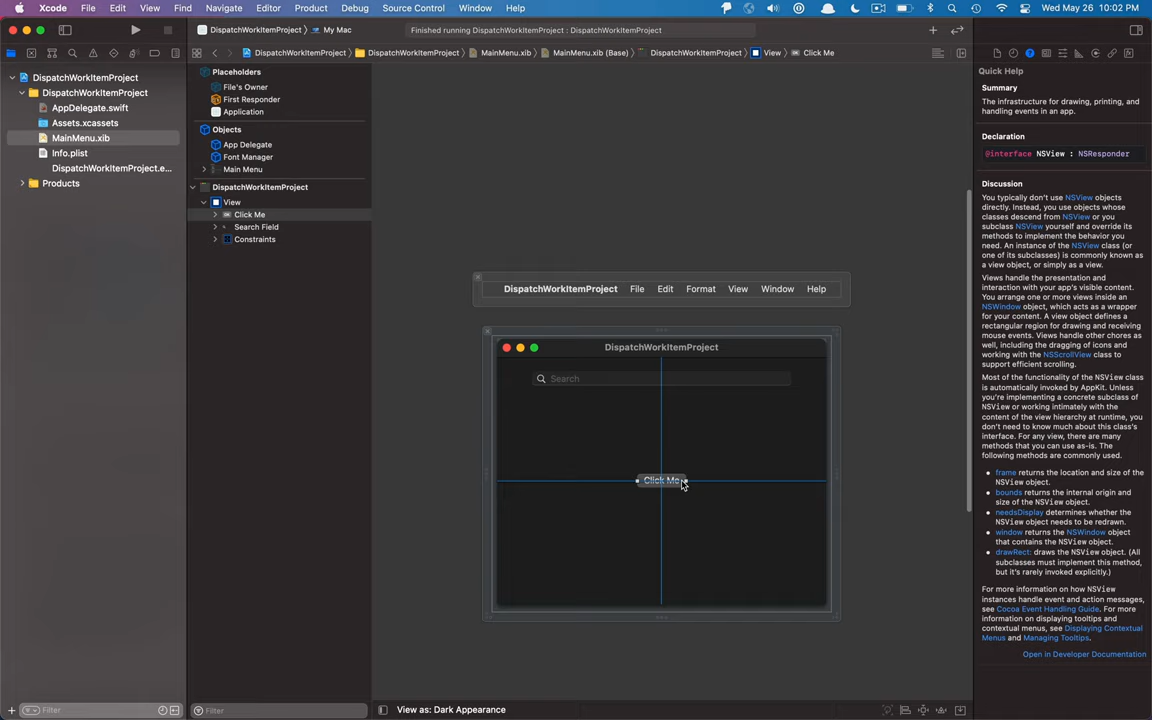 Xcode File Edit View Find Navigate Editor Product Debug Source Control Window Help Wed May 26 10:02 PM
DispatchWorkItemProject My Mac Finished running DispatchWorkItemProject : DispatchWorkItemProject
DispatchWorkItemProject DispatchWorkItemProject MainMenu.xib MainMenu.xib (Base) DispatchWorkItemProject View Click Me
DispatchWorkItemProject
DispatchWorkItemProject
AppDelegate.swift
Assets.xcassets
MainMenu.xib
Info.plist
DispatchWorkItemProject.e...
Products
Filter
Placeholders
File's Owner
First Responder
Application
Objects
App Delegate
Font Manager
Main Menu
DispatchWorkItemProject
View
Click Me
Search Field
Constraints
Filter
DispatchWorkItemProject File Edit Format View Window Help
DispatchWorkItemProject
Search
Click Me
View as: Dark Appearance
Quick Help
Summary
The infrastructure for drawing, printing, and
handling events in an app.
Declaration
@interface NSView : NSResponder
Discussion
You typically don't use NSView objects
directly. Instead, you use objects whose
classes descend from NSView or you
subclass NSView yourself and override its
methods to implement the behavior you
need. An instance of the NSView class (or
one of its subclasses) is commonly known as
a view object, or simply as a view.
Views handle the presentation and
interaction with your app's visible content.
You arrange one or more views inside an
NSWindow object, which acts as a wrapper
for your content. A view object defines a
rectangular region for drawing and receiving
mouse events. Views handle other chores as
well, including the dragging of icons and
working with the NSScrollView class to
support efficient scrolling.
Most of the functionality of the NSView class
is automatically invoked by AppKit. Unless
you're implementing a concrete subclass of
NSView or working intimately with the
content of the view hierarchy at runtime, you
don't need to know much about this class's
interface. For any view, there are many
methods that you can use as-is. The
following methods are commonly used.
• frame returns the location and size of the
NSView object.
• bounds returns the internal origin and
size of the NSView object.
• needsDisplay determines whether the
NSView object needs to be redrawn.
• window returns the NSWindow object
that contains the NSView object.
• drawRect: draws the NSView object. (All
subclasses must implement this method,
but it's rarely invoked explicitly.)
For more information on how NSView
instances handle event and action messages,
see Cocoa Event Handling Guide. For more
information on displaying tooltips and
contextual menus, see Displaying Contextual
Menus and Managing Tooltips.
Open in Developer Documentation